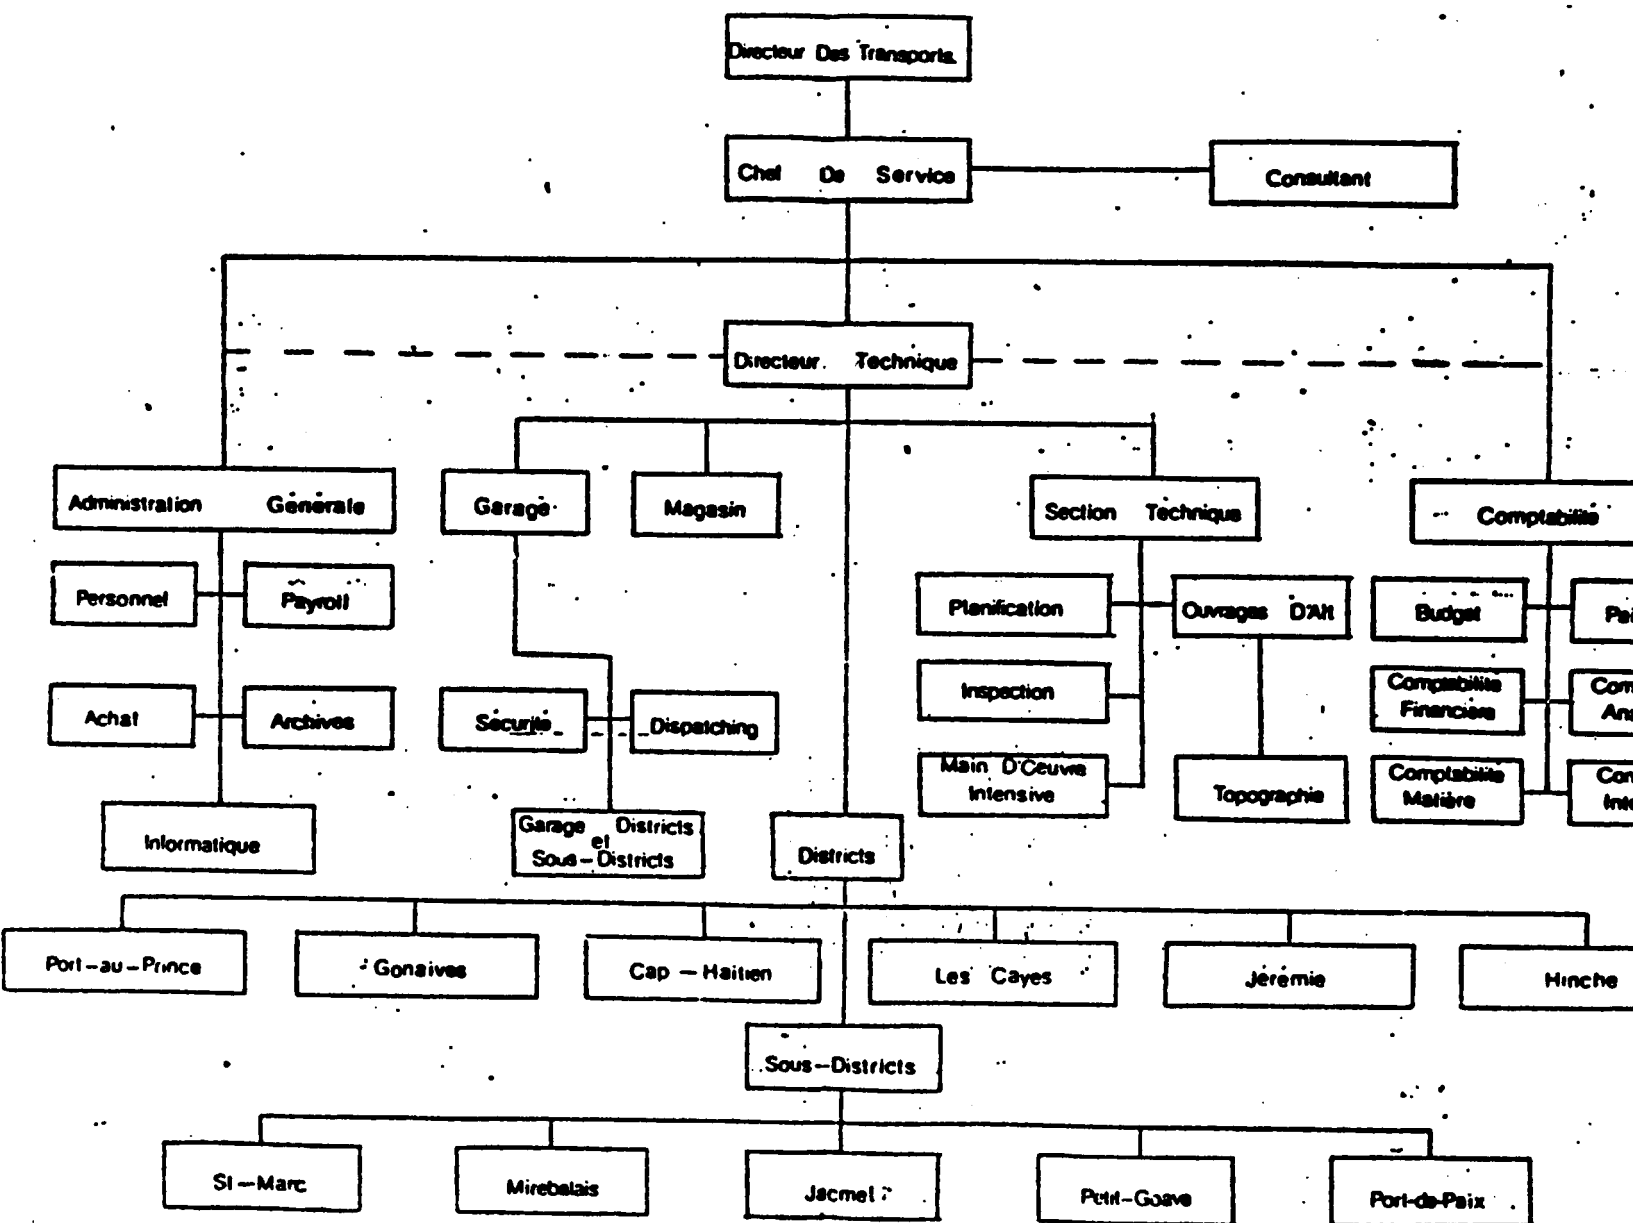 Directeur Des Transports
Chef De Service
Consultant
Directeur Technique
Administration Générale
Garage
Magasin
Section Technique
Comptabilité
Personnel
Payroll
Planification
Ouvrages D'Art
Budget
Achat
Archives
Sécurité
Dispatching
Inspection
Comptabilité
Financière
Main D'Oeuvre
Intensive
Topographie
Comptabilité
Matière
Informatique
Garage Districts
et
Sous-Districts
Districts
Port-au-Prince
Gonaives
Cap-Haitien
Les Cayes
Jérémie
Hinche
Sous-Districts
St-Marc
Mirebalais
Jacmel
Petit-Goave
Port-de-Paix